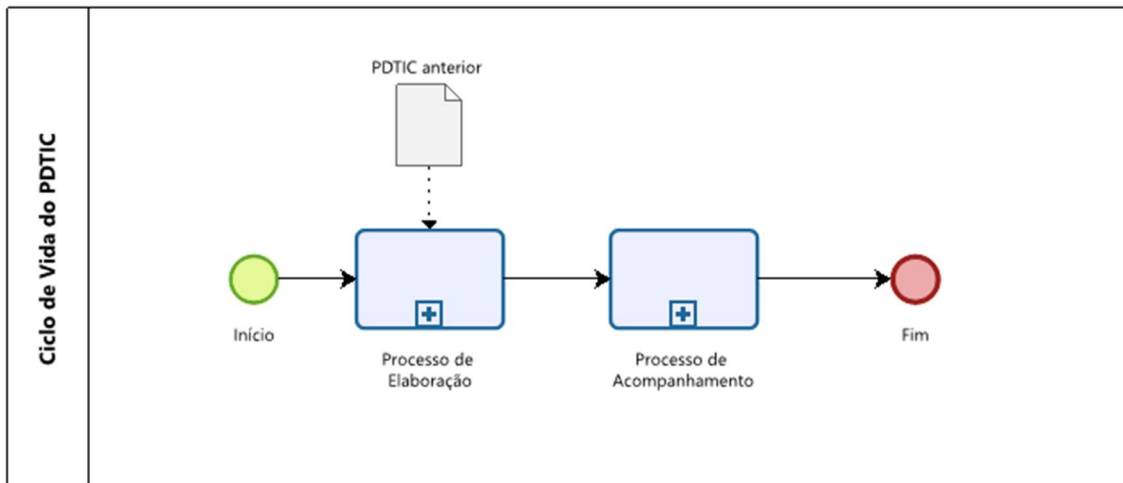 Ciclo de Vida do PDTIC
PDTIC anterior
Início
Processo de
Elaboração
Processo de
Acompanhamento
Fim